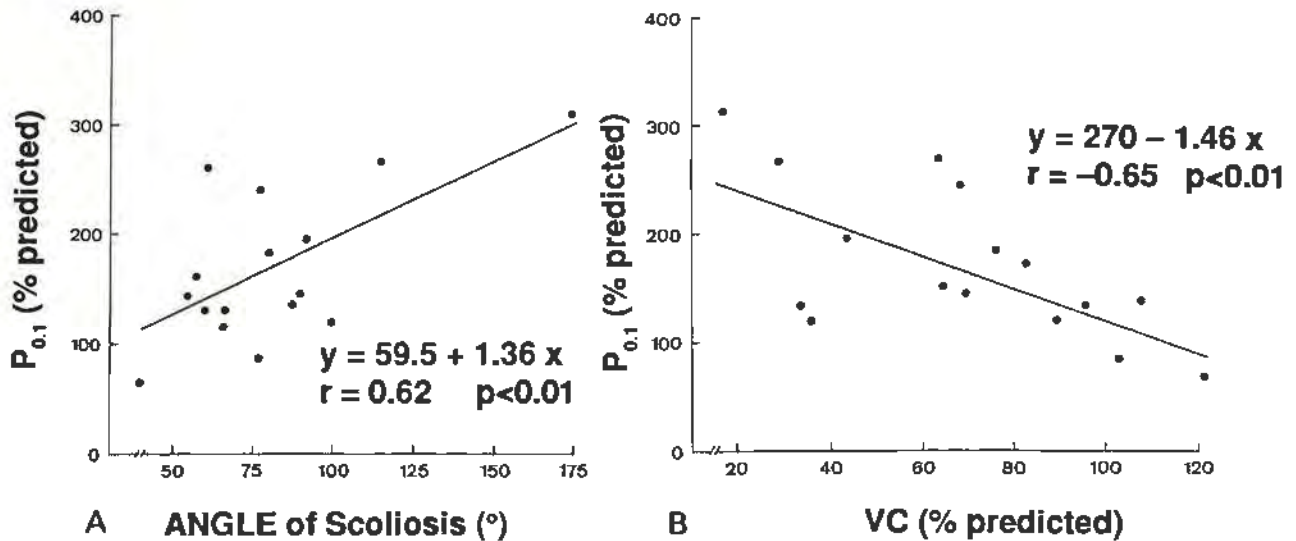 400
300
200
100
0
P0.1 (% predicted)
y = 59.5 + 1.36 x
r = 0.62 p<0.01
50 75 100 125 150 175
A ANGLE of Scoliosis (°)
400
300
200
100
0
P0.1 (% predicted)
y = 270 – 1.46 x
r = –0.65 p<0.01
20 40 60 80 100 120
B VC (% predicted)